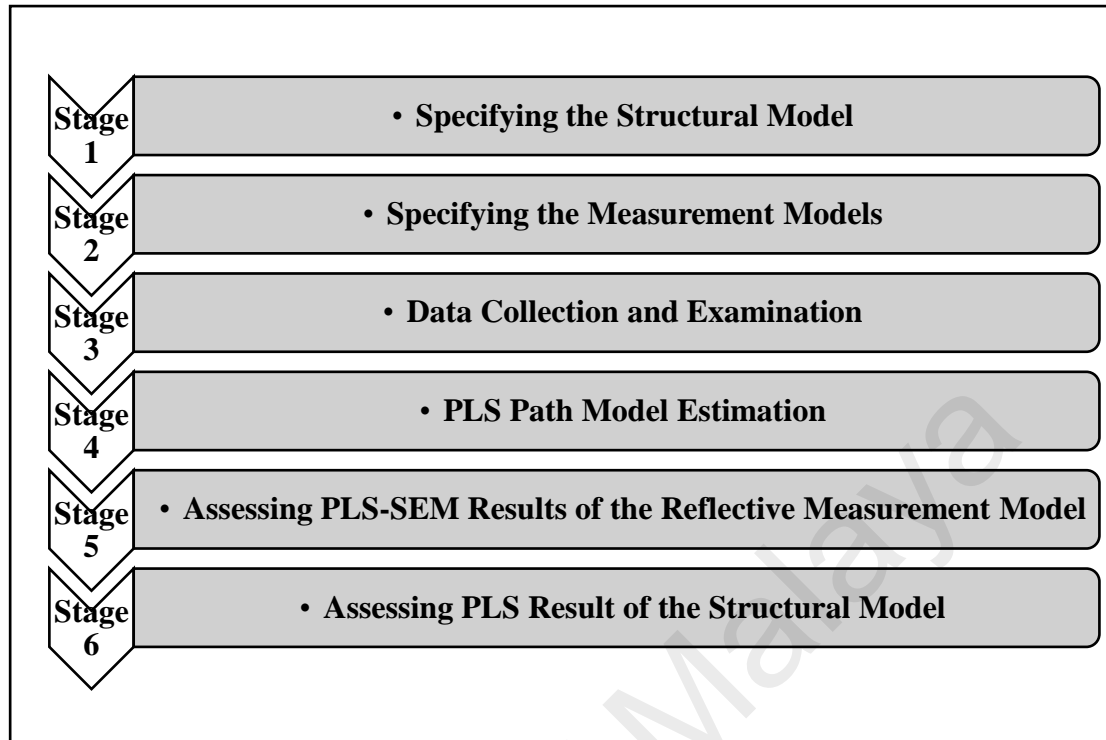 Stage
1
• Specifying the Structural Model
Stage
2
• Specifying the Measurement Models
Stage
3
• Data Collection and Examination
Stage
4
• PLS Path Model Estimation
Stage
5
• Assessing PLS-SEM Results of the Reflective Measurement Model
Stage
6
• Assessing PLS Result of the Structural Model
Malaya